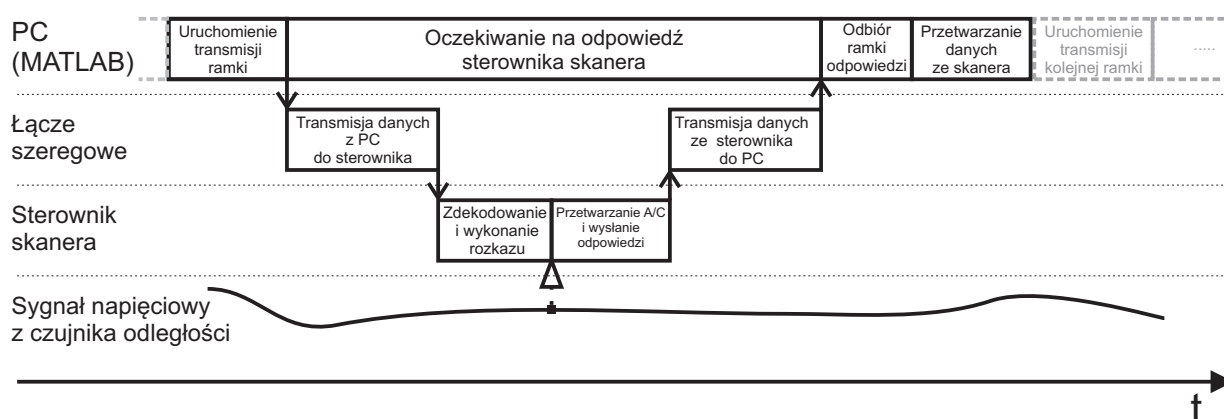 PC
(MATLAB)
Uruchomienie
transmisji
ramki
Oczekiwanie na odpowiedź
sterownika skanera
Odbiór
ramki
odpowiedzi
Przetwarzanie
danych
ze skanera
Uruchomienie
transmisji
kolejnej ramki
.....
Łącze
szeregowe
Transmisja danych
z PC
do sterownika
Transmisja danych
ze sterownika
do PC
Sterownik
skanera
Zdekodowanie
i wykonanie
rozkazu
Przetwarzanie A/C
i wysłanie
odpowiedzi
Sygnał napięciowy
z czujnika odległości
t